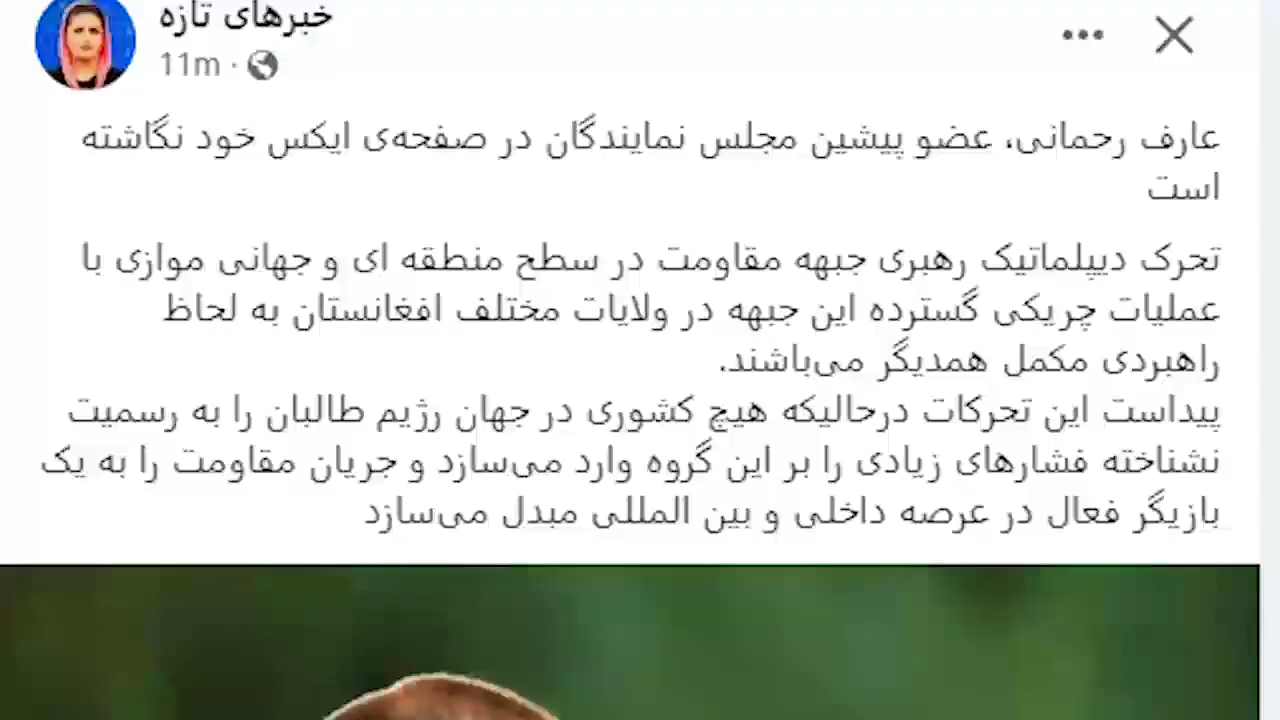 خبرهای تازه
11m ·
عارف رحمانی، عضو پیشین مجلس نمایندگان در صفحه‌ی ایکس خود نگاشته
است
تحرک دیپلماتیک رهبری جبهه مقاومت در سطح منطقه ای و جهانی موازی با
عملیات چریکی گسترده این جبهه در ولایات مختلف افغانستان به لحاظ
راهبردی مکمل همدیگر می‌باشند.
پیداست این تحرکات درحالیکه هیچ کشوری در جهان رژیم طالبان را به رسمیت
نشناخته فشارهای زیادی را بر این گروه وارد می‌سازد و جریان مقاومت را به یک
بازیگر فعال در عرصه داخلی و بین المللی مبدل می‌سازد